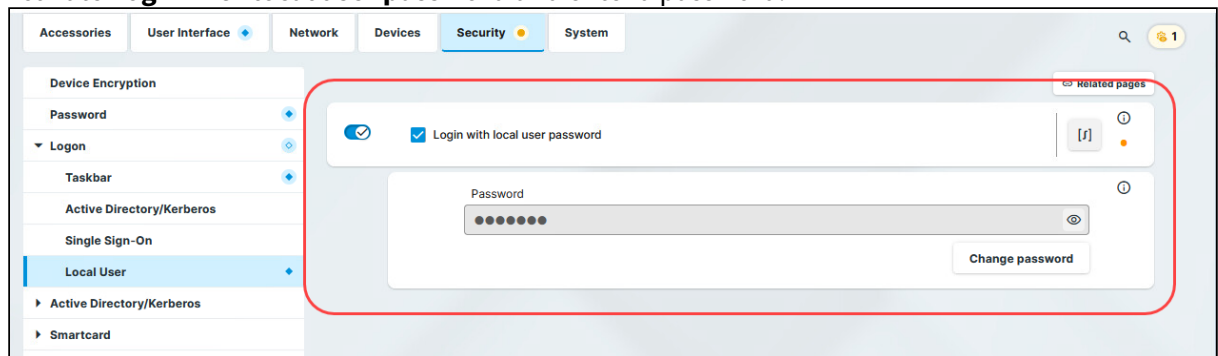 Accessories
User Interface
Network
Devices
Security
System
1
Device Encryption
Password
Logon
Taskbar
Active Directory/Kerberos
Single Sign-On
Local User
Active Directory/Kerberos
Smartcard
Related pages
Login with local user password
[ʃ]
Password
Change password